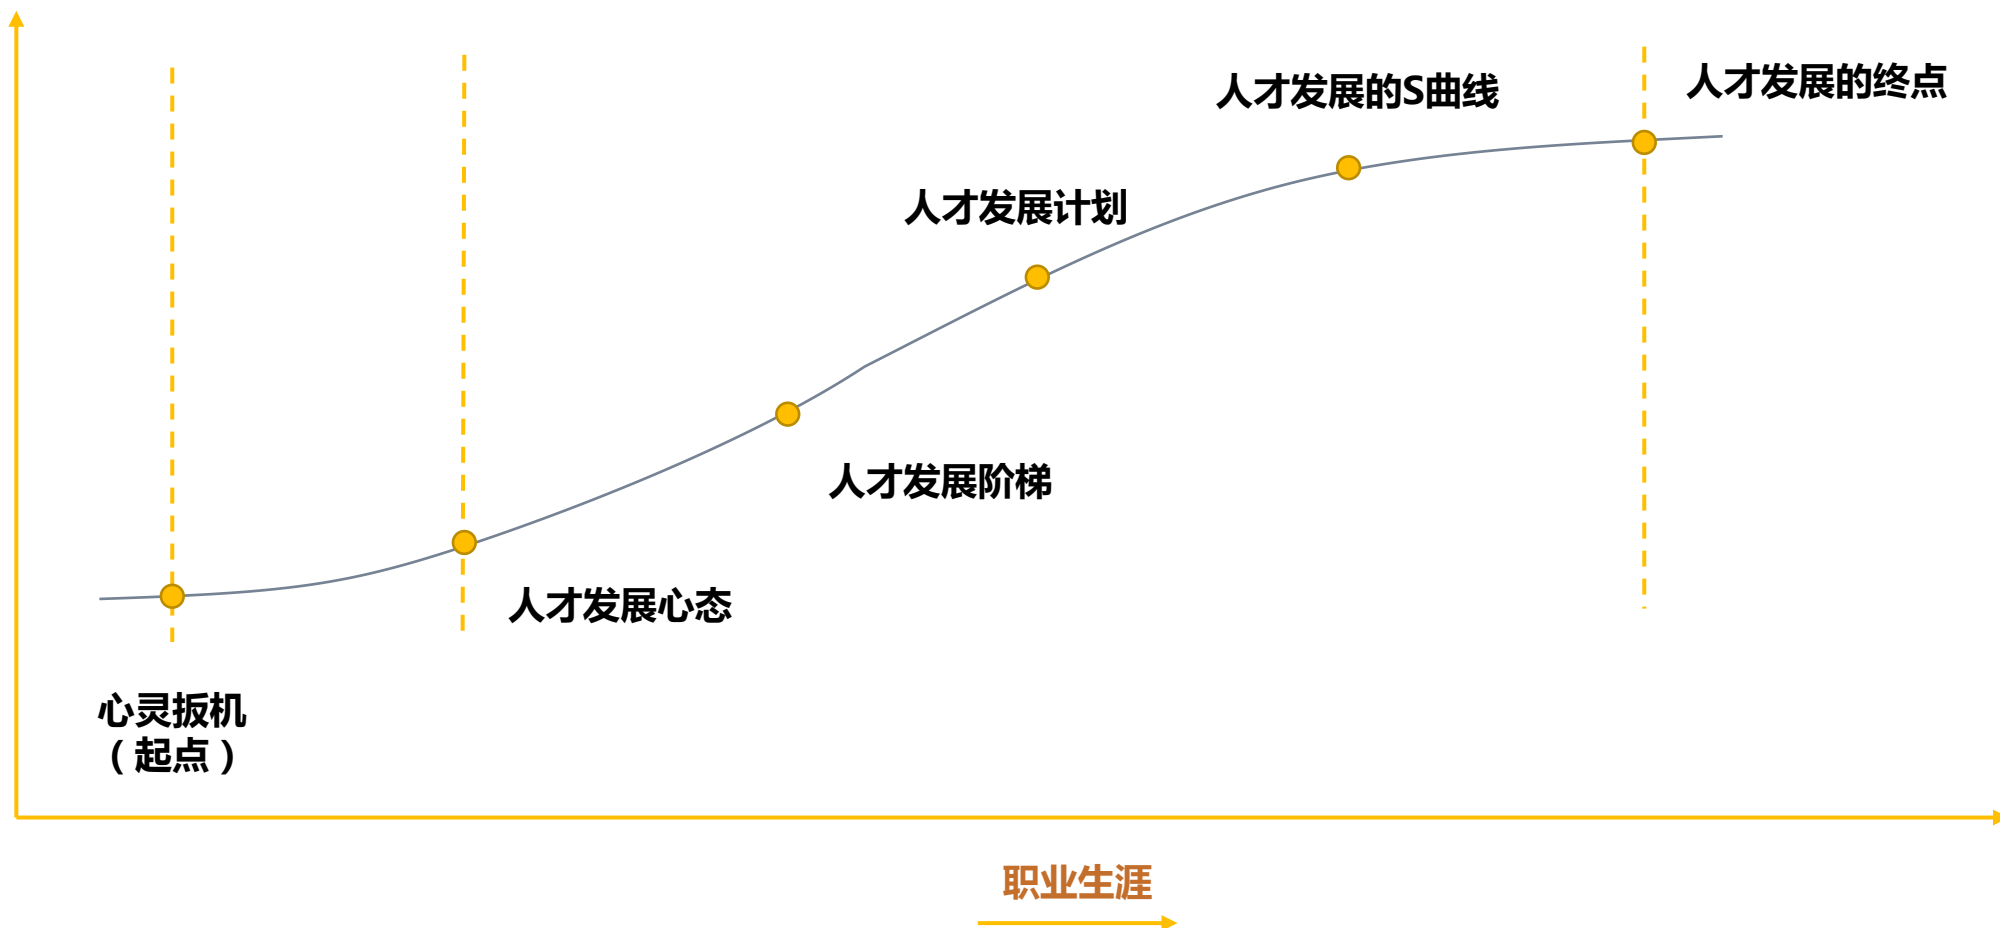 人才发展的S曲线
人才发展的终点
人才发展计划
人才发展阶梯
人才发展心态
心灵扳机
（起点）
职业生涯